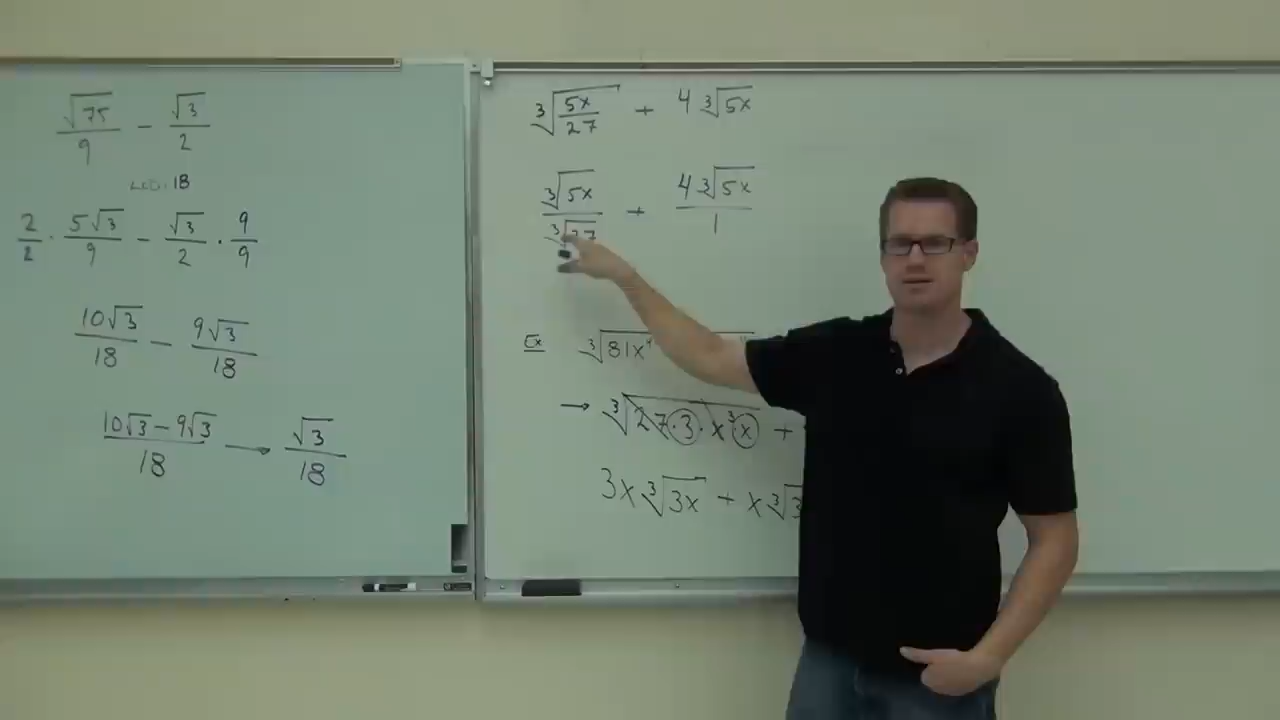 √75/9 − √3/2
LCD: 18
2/2 · 5√3/9 − √3/2 · 9/9
10√3/18 − 9√3/18
10√3 − 9√3/18 → √3/18
∛(5x/27) + 4∛5x
∛5x/∛27 + 4∛5x/1
Ex ∛81x⁴
→ ∛27·3·x³·x +
3x∛3x + x∛3